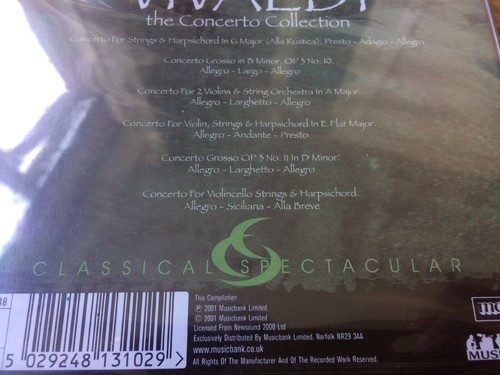 VIVALDI
the Concerto Collection
Concerto For Strings & Harpsichord In G Major (Alla Rustica). Presto - Adagio - Allegro
Concerto Grosso in B Minor, OP 3 No. 10.
Allegro - Largo - Allegro
Concerto For 2 Violins & String Orchestra In A Major.
Allegro - Larghetto - Allegro
Concerto For Violin, Strings & Harpsichord In E Flat Major.
Allegro - Andante - Presto
Concerto Grosso OP 3 No. 11 In D Minor.
Allegro - Larghetto - Allegro
Concerto For Violincello Strings & Harpsichord.
Allegro - Siciliana - Alla Breve
CLASSICAL SPECTACULAR
This Compilation
℗ 2001 Musicbank Limited
© 2001 Musicbank Limited
Licensed From Newsound 2000 Ltd
Exclusively Distributed By Musicbank Limited, Norfolk NR29 3AA
www.musicbank.co.uk
All Rights Of The Manufacturer And Of The Recorded Work Reserved.
5 029248 131029 >